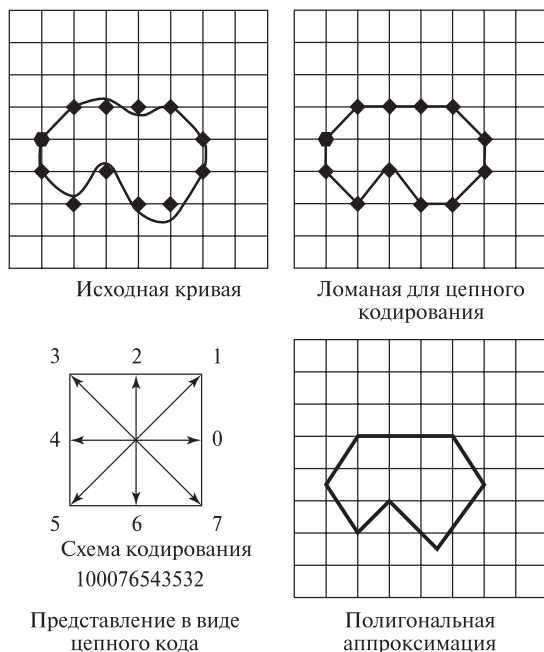 Исходная кривая
Ломаная для цепного
кодирования
3 2 1
4 0
5 6 7
Схема кодирования
100076543532
Представление в виде
цепного кода
Полигональная
аппроксимация